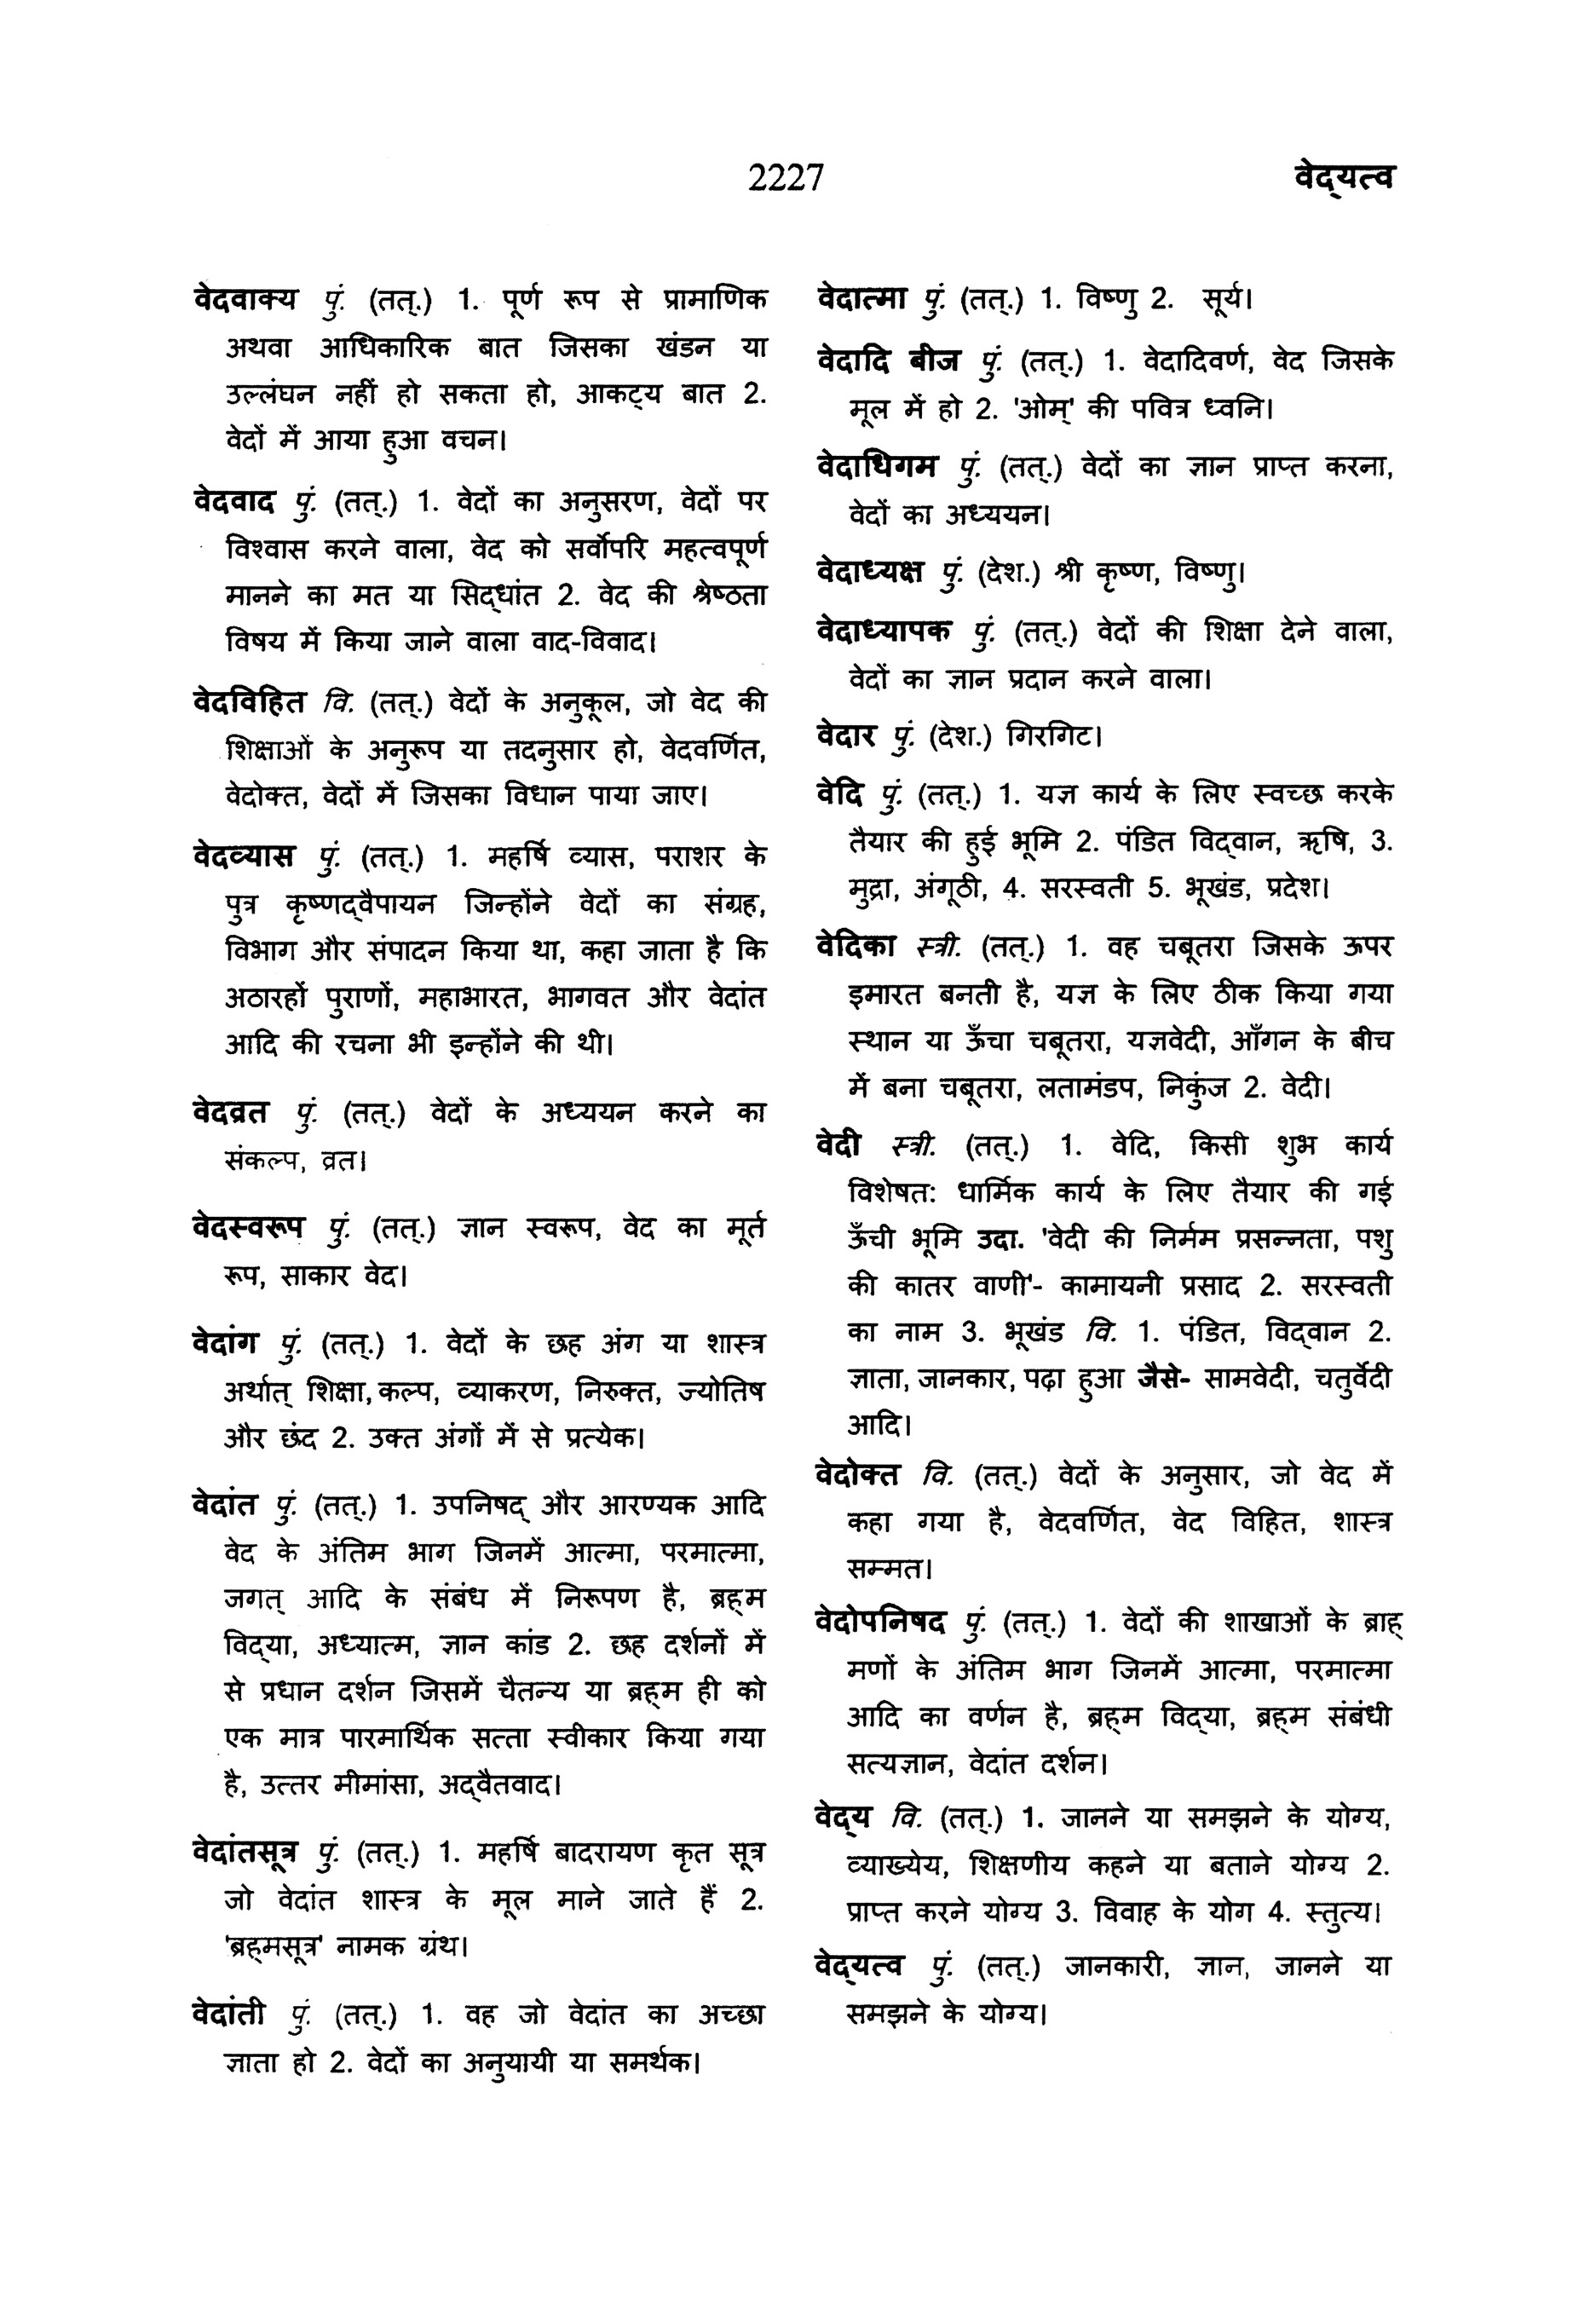 2227
वेद्यत्व
वेदवाक्य पुं. (तत्.) 1. पूर्ण रूप से प्रामाणिक
अथवा आधिकारिक बात जिसका खंडन या
उल्लंघन नहीं हो सकता हो, आकट्य बात 2.
वेदों में आया हुआ वचन।
वेदवाद पुं. (तत्.) 1. वेदों का अनुसरण, वेदों पर
विश्वास करने वाला, वेद को सर्वोपरि महत्वपूर्ण
मानने का मत या सिद्धांत 2. वेद की श्रेष्ठता
विषय में किया जाने वाला वाद-विवाद।
वेदविहित वि. (तत्.) वेदों के अनुकूल, जो वेद की
शिक्षाओं के अनुरूप या तदनुसार हो, वेदवर्णित,
वेदोक्त, वेदों में जिसका विधान पाया जाए।
वेदव्यास पुं. (तत्.) 1. महर्षि व्यास, पराशर के
पुत्र कृष्णद्वैपायन जिन्होंने वेदों का संग्रह,
विभाग और संपादन किया था, कहा जाता है कि
अठारहों पुराणों, महाभारत, भागवत और वेदांत
आदि की रचना भी इन्होंने की थी।
वेदव्रत पुं. (तत्.) वेदों के अध्ययन करने का
संकल्प, व्रत।
वेदस्वरूप पुं. (तत्.) ज्ञान स्वरूप, वेद का मूर्त
रूप, साकार वेद।
वेदांग पुं. (तत्.) 1. वेदों के छह अंग या शास्त्र
अर्थात् शिक्षा, कल्प, व्याकरण, निरुक्त, ज्योतिष
और छंद 2. उक्त अंगों में से प्रत्येक।
वेदांत पुं. (तत्.) 1. उपनिषद् और आरण्यक आदि
वेद के अंतिम भाग जिनमें आत्मा, परमात्मा,
जगत् आदि के संबंध में निरूपण है, ब्रह्म
विद्या, अध्यात्म, ज्ञान कांड 2. छह दर्शनों में
से प्रधान दर्शन जिसमें चैतन्य या ब्रह्म ही को
एक मात्र पारमार्थिक सत्ता स्वीकार किया गया
है, उत्तर मीमांसा, अद्वैतवाद।
वेदांतसूत्र पुं. (तत्.) 1. महर्षि बादरायण कृत सूत्र
जो वेदांत शास्त्र के मूल माने जाते हैं 2.
'ब्रह्मसूत्र' नामक ग्रंथ।
वेदांती पुं. (तत्.) 1. वह जो वेदांत का अच्छा
ज्ञाता हो 2. वेदों का अनुयायी या समर्थक।
वेदात्मा पुं. (तत्.) 1. विष्णु 2. सूर्य।
वेदादि बीज पुं. (तत्.) 1. वेदादिवर्ण, वेद जिसके
मूल में हो 2. 'ओम्' की पवित्र ध्वनि।
वेदाधिगम पुं. (तत्.) वेदों का ज्ञान प्राप्त करना,
वेदों का अध्ययन।
वेदाध्यक्ष पुं. (देश.) श्री कृष्ण, विष्णु।
वेदाध्यापक पुं. (तत्.) वेदों की शिक्षा देने वाला,
वेदों का ज्ञान प्रदान करने वाला।
वेदार पुं. (देश.) गिरगिट।
वेदि पुं. (तत्.) 1. यज्ञ कार्य के लिए स्वच्छ करके
तैयार की हुई भूमि 2. पंडित विद्वान, ऋषि, 3.
मुद्रा, अंगूठी, 4. सरस्वती 5. भूखंड, प्रदेश।
वेदिका स्त्री. (तत्.) 1. वह चबूतरा जिसके ऊपर
इमारत बनती है, यज्ञ के लिए ठीक किया गया
स्थान या ऊँचा चबूतरा, यज्ञवेदी, आँगन के बीच
में बना चबूतरा, लतामंडप, निकुंज 2. वेदी।
वेदी स्त्री. (तत्.) 1. वेदि, किसी शुभ कार्य
विशेषत: धार्मिक कार्य के लिए तैयार की गई
ऊँची भूमि उदा. 'वेदी की निर्मम प्रसन्नता, पशु
की कातर वाणी'- कामायनी प्रसाद 2. सरस्वती
का नाम 3. भूखंड वि. 1. पंडित, विद्वान 2.
ज्ञाता, जानकार, पढ़ा हुआ जैसे- सामवेदी, चतुर्वेदी
आदि।
वेदोक्त वि. (तत्.) वेदों के अनुसार, जो वेद में
कहा गया है, वेदवर्णित, वेद विहित, शास्त्र
सम्मत।
वेदोपनिषद पुं. (तत्.) 1. वेदों की शाखाओं के ब्राह्
मणों के अंतिम भाग जिनमें आत्मा, परमात्मा
आदि का वर्णन है, ब्रह्म विद्या, ब्रह्म संबंधी
सत्यज्ञान, वेदांत दर्शन।
वेद्य वि. (तत्.) 1. जानने या समझने के योग्य,
व्याख्येय, शिक्षणीय कहने या बताने योग्य 2.
प्राप्त करने योग्य 3. विवाह के योग 4. स्तुत्य।
वेद्यत्व पुं. (तत्.) जानकारी, ज्ञान, जानने या
समझने के योग्य।